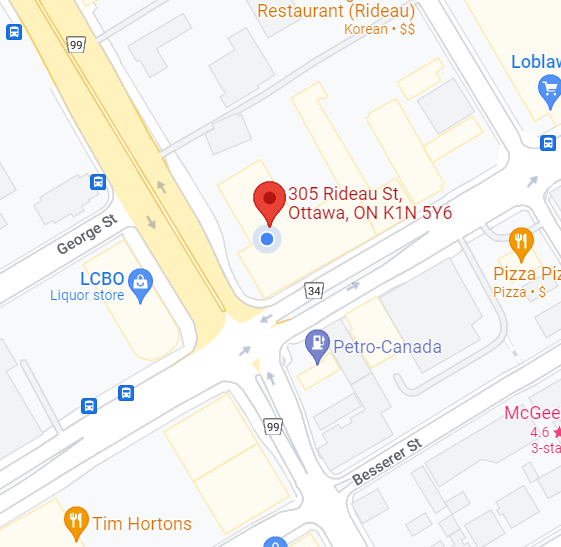 Restaurant (Rideau)
Korean • $$
99
Loblaw
305 Rideau St,
Ottawa, ON K1N 5Y6
George St
LCBO
Liquor store
34
Pizza Piz
Pizza • $
Petro-Canada
McGee
4.6
3-sta
99
Besserer St
Tim Hortons